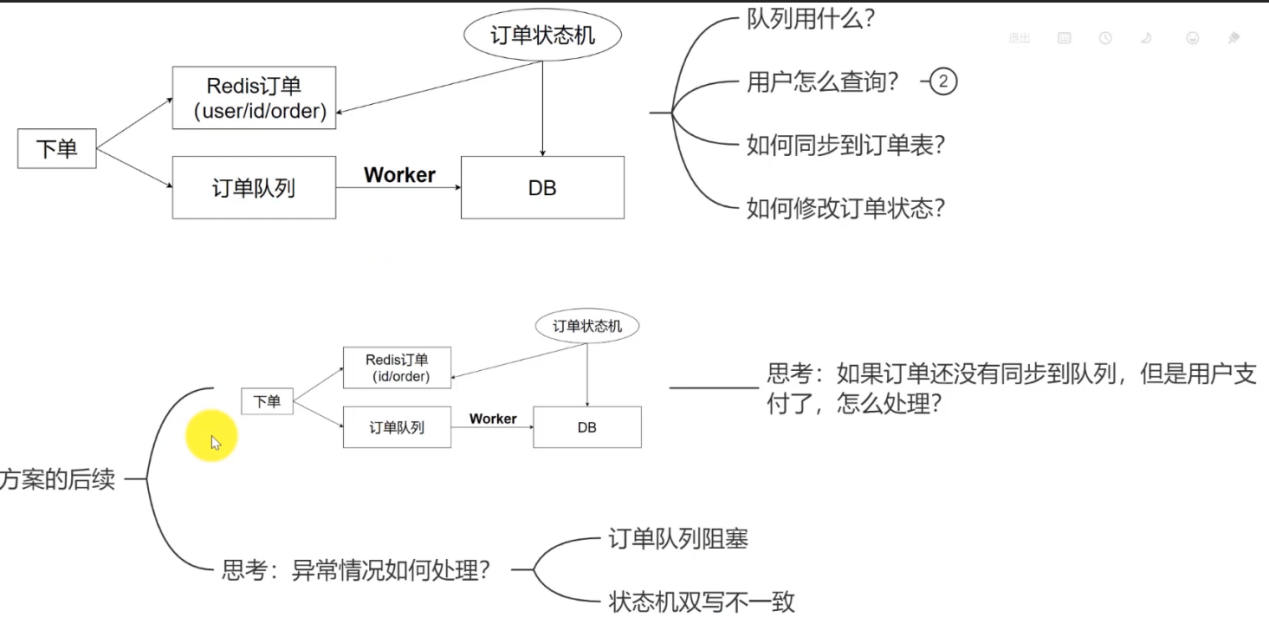 订单状态机
Redis订单
(user/id/order)
下单
订单队列
Worker
DB
队列用什么?
用户怎么查询?
2
如何同步到订单表?
如何修改订单状态?
退出
方案的后续
订单状态机
Redis订单
(id/order)
下单
订单队列
Worker
DB
思考：如果订单还没有同步到队列，但是用户支
付了，怎么处理?
思考：异常情况如何处理?
订单队列阻塞
状态机双写不一致